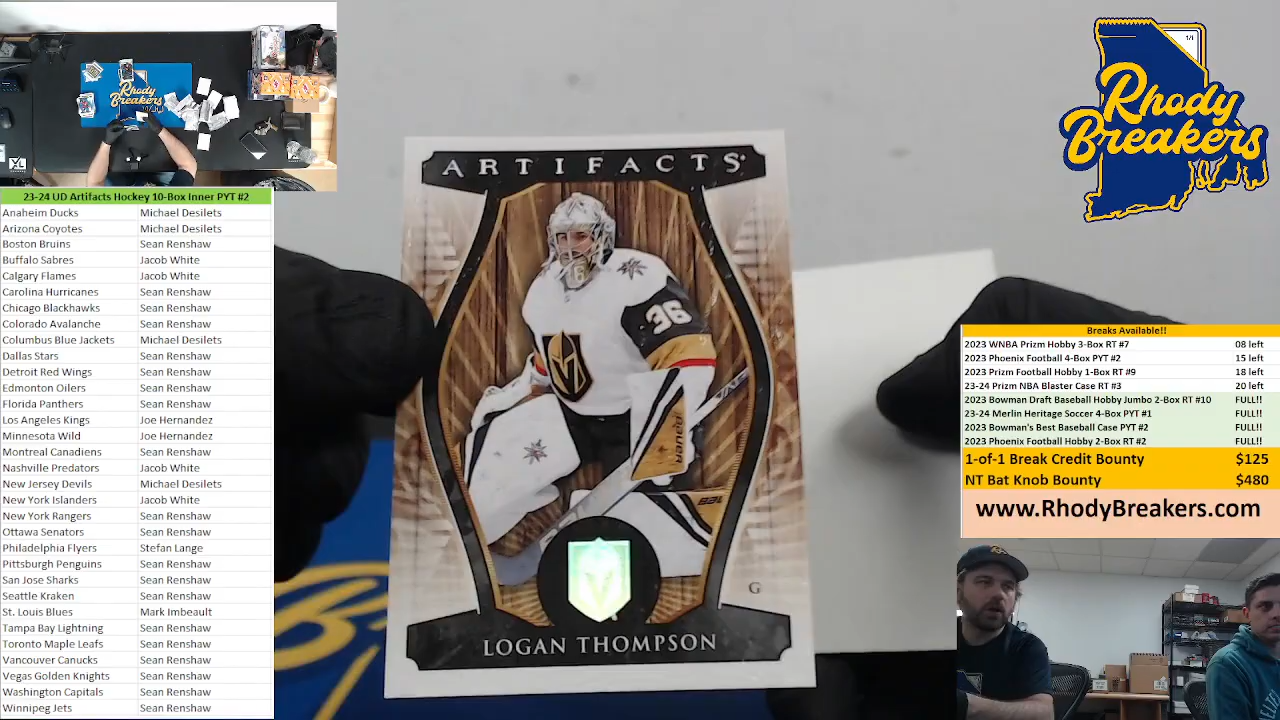 Rhody
Breakers
23-24 UD Artifacts Hockey 10-Box Inner PYT #2
Anaheim Ducks Michael Desilets
Arizona Coyotes Michael Desilets
Boston Bruins Sean Renshaw
Buffalo Sabres Jacob White
Calgary Flames Jacob White
Carolina Hurricanes Sean Renshaw
Chicago Blackhawks Sean Renshaw
Colorado Avalanche Sean Renshaw
Columbus Blue Jackets Michael Desilets
Dallas Stars Sean Renshaw
Detroit Red Wings Sean Renshaw
Edmonton Oilers Sean Renshaw
Florida Panthers Sean Renshaw
Los Angeles Kings Joe Hernandez
Minnesota Wild Joe Hernandez
Montreal Canadiens Sean Renshaw
Nashville Predators Jacob White
New Jersey Devils Michael Desilets
New York Islanders Jacob White
New York Rangers Sean Renshaw
Ottawa Senators Sean Renshaw
Philadelphia Flyers Stefan Lange
Pittsburgh Penguins Sean Renshaw
San Jose Sharks Sean Renshaw
Seattle Kraken Sean Renshaw
St. Louis Blues Mark Imbeault
Tampa Bay Lightning Sean Renshaw
Toronto Maple Leafs Sean Renshaw
Vancouver Canucks Sean Renshaw
Vegas Golden Knights Sean Renshaw
Washington Capitals Sean Renshaw
Winnipeg Jets Sean Renshaw
ARTIFACTS
36
BAUER
G
LOGAN THOMPSON
1/1
Rhody
Breakers
Breaks Available!!
2023 WNBA Prizm Hobby 3-Box RT #7 08 left
2023 Phoenix Football 4-Box PYT #2 15 left
2023 Prizm Football Hobby 1-Box RT #9 18 left
23-24 Prizm NBA Blaster Case RT #3 20 left
2023 Bowman Draft Baseball Hobby Jumbo 2-Box RT #10 FULL!!
23-24 Merlin Heritage Soccer 4-Box PYT #1 FULL!!
2023 Bowman's Best Baseball Case PYT #2 FULL!!
2023 Phoenix Football Hobby 2-Box RT #2 FULL!!
1-of-1 Break Credit Bounty $125
NT Bat Knob Bounty $480
www.RhodyBreakers.com